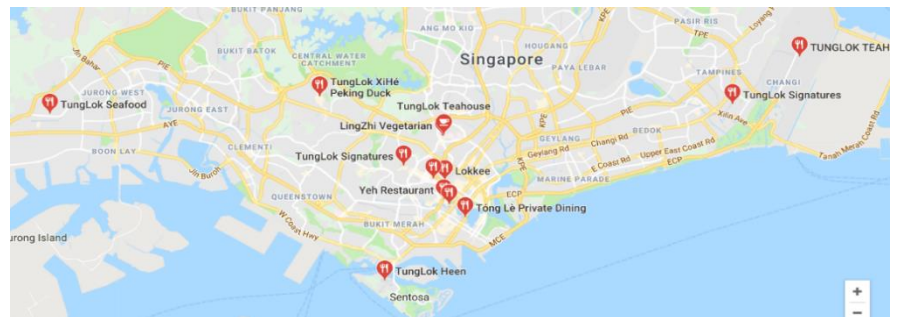 BUKIT PANJANG
ANG MO KIO
PASIR RIS
Loyang Way
KPE
TPE
HOUGANG
TUNGLOK TEAH
BUKIT BATOK
CENTRAL WATER
CATCHMENT
Singapore
PAYA LEBAR
TAMPINES
Jln Bahar
PIE
JURONG WEST
TungLok XiHé
Peking Duck
CHANGI
TungLok Seafood
JURONG EAST
TungLok Teahouse
PIE
TungLok Signatures
AYE
LingZhi Vegetarian
KPE
Xilin Ave
BOON LAY
CLEMENTI
GEYLANG
Changi Rd
BEDOK
TungLok Signatures
Geylang Rd
E Coast Rd
Upper East Coast Rd
Tanah Merah Coast Rd
Jln Buroh
Lokkee
ECP
Yeh Restaurant
MARINE PARADE
QUEENSTOWN
ECP
Tóng Lè Private Dining
W Coast Hwy
BUKIT MERAH
urong Island
MCE
TungLok Heen
Sentosa
+
−